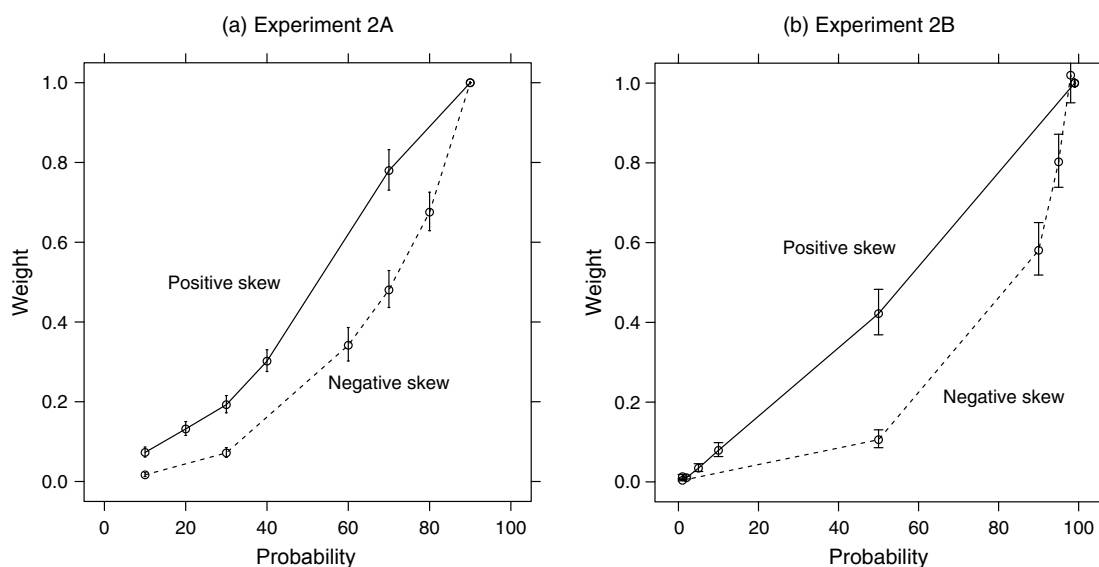 (a) Experiment 2A
1.0
0.8
0.6
0.4
0.2
0.0
Weight
Positive skew
Negative skew
0 20 40 60 80 100
Probability
(b) Experiment 2B
1.0
0.8
0.6
0.4
0.2
0.0
Weight
Positive skew
Negative skew
0 20 40 60 80 100
Probability